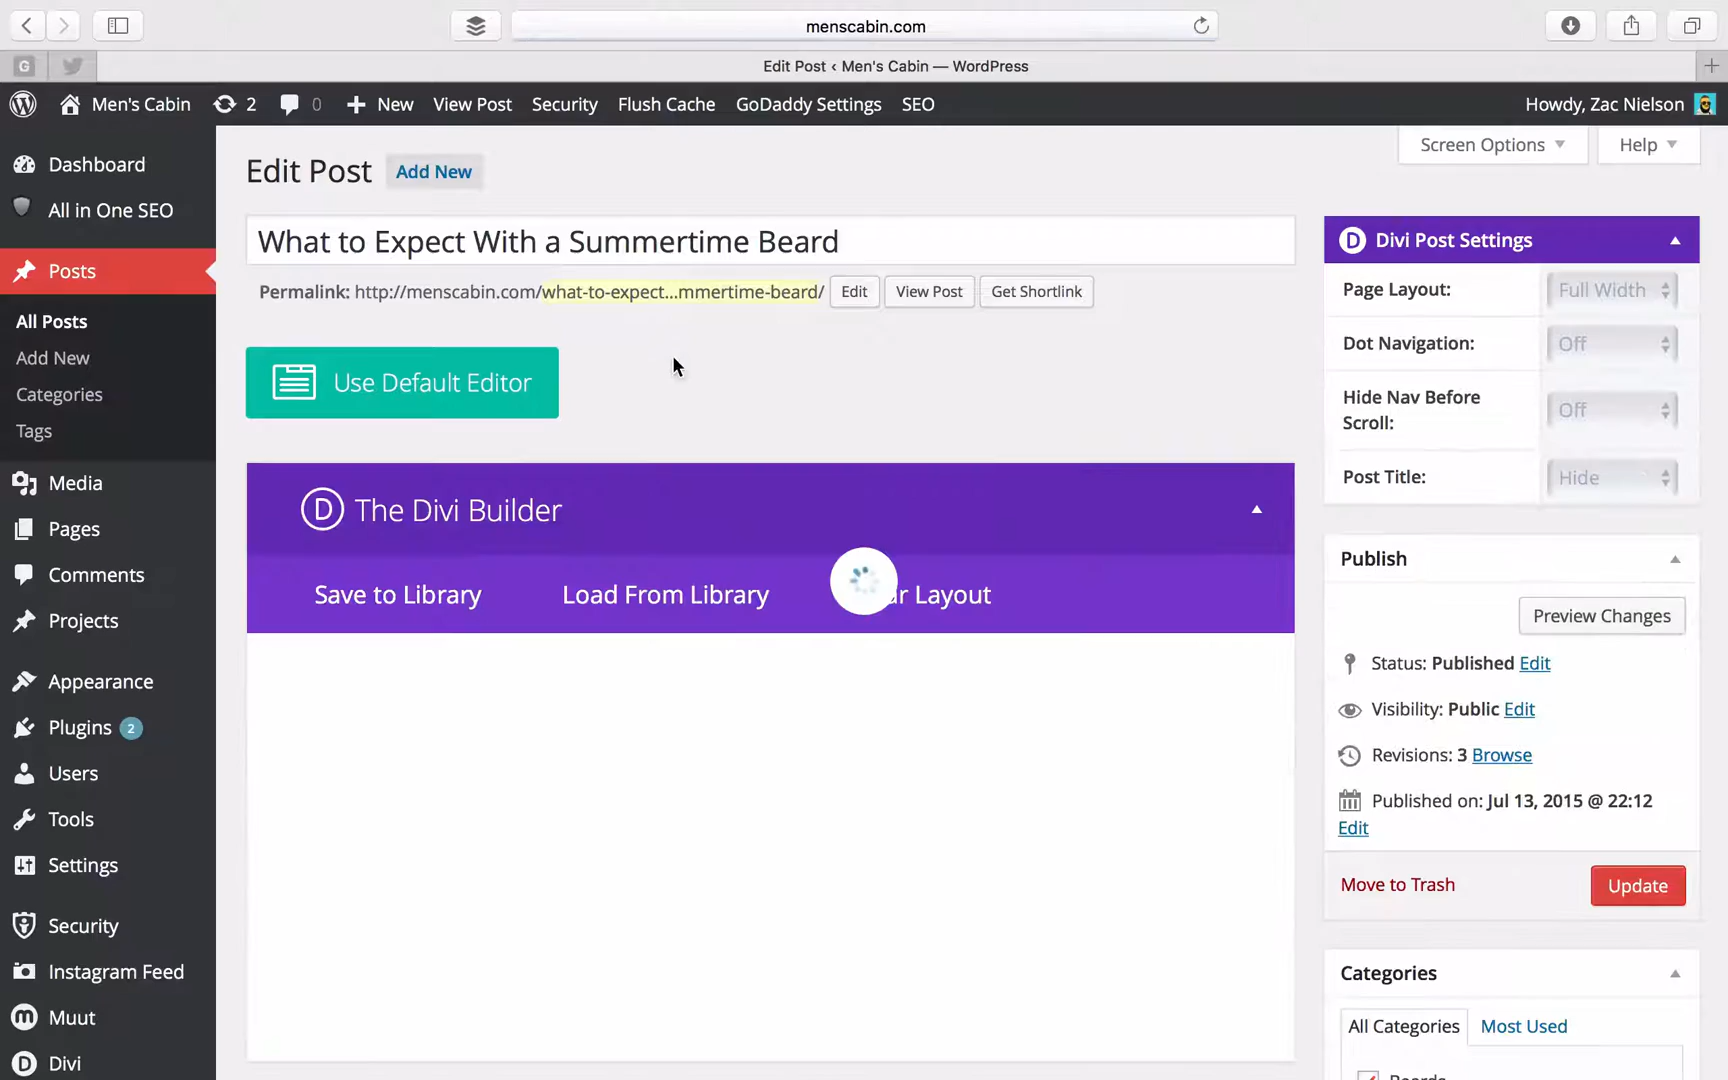 menscabin.com
G
Edit Post ‹ Men's Cabin — WordPress
Men's Cabin
2
0
New
View Post
Security
Flush Cache
GoDaddy Settings
SEO
Howdy, Zac Nielson
Screen Options
Help
Dashboard
All in One SEO
Posts
All Posts
Add New
Categories
Tags
Media
Pages
Comments
Projects
Appearance
Plugins 2
Users
Tools
Settings
Security
Instagram Feed
m Muut
D Divi
Edit Post
Add New
What to Expect With a Summertime Beard
Permalink: http://menscabin.com/what-to-expect...mmertime-beard/
Edit
View Post
Get Shortlink
Use Default Editor
D The Divi Builder
Save to Library
Load From Library
Layout
D Divi Post Settings
Page Layout: Full Width
Dot Navigation: Off
Hide Nav Before
Scroll:
Off
Post Title: Hide
Publish
Preview Changes
Status: Published Edit
Visibility: Public Edit
Revisions: 3 Browse
Published on: Jul 13, 2015 @ 22:12
Edit
Move to Trash
Update
Categories
All Categories
Most Used